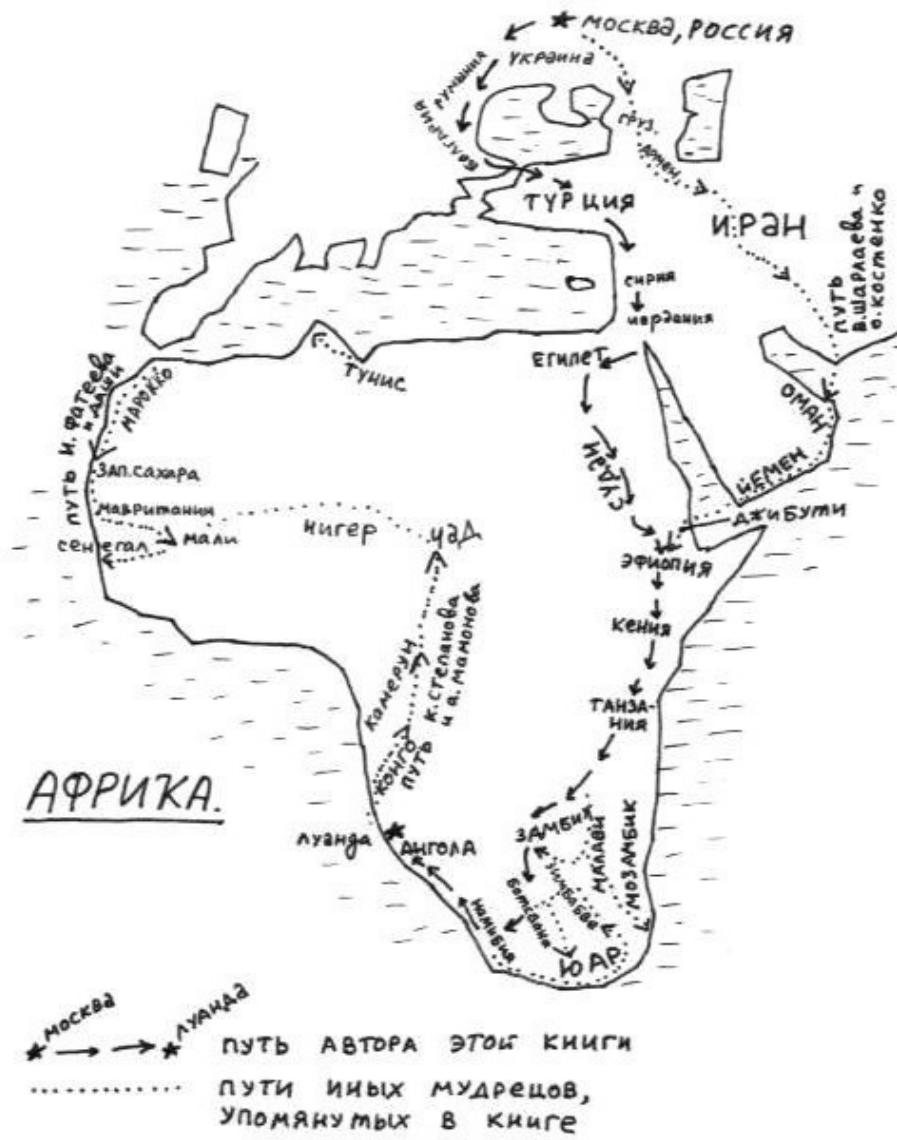 МОСКВА, РОССИЯ
УКРАИНА
РУМЫНИЯ
БОЛГАРИЯ
ГРУЗ.
АРМЕН.
ТУРЦИЯ
ИРАН
ПУТЬ
В.ШАРЛАЕВА и
О.КОСТЕНКО
СИРИЯ
ИОРДАНИЯ
ЕГИПЕТ
ТУНИС
ОМАН
ПУТЬ И. ФАТЕЕВА
и ДАШИ
МАРОККО
ЗАП.САХАРА
МАВРИТАНИЯ
СЕНЕГАЛ
МАЛИ
НИГЕР
ЧАД
СУДАН
ЙЕМЕН
ДЖИБУТИ
ЭФИОПИЯ
КЕНИЯ
ТАНЗА-
НИЯ
КАМЕРУН
КОНГО
ПУТЬ
К.СТЕПАНОВА
и А.МАМОНОВА
АФРИКА.
ЛУАНДА
АНГОЛА
ЗАМБИЯ
МАЛАВИ
МОЗАМБИК
ЗИМБАБВЕ
БОТСВАНА
НАМИБИЯ
ЮАР
МОСКВА
ЛУАНДА
ПУТЬ АВТОРА ЭТОЙ КНИГИ
ПУТИ ИНЫХ МУДРЕЦОВ,
УПОМЯНУТЫХ В КНИГЕ